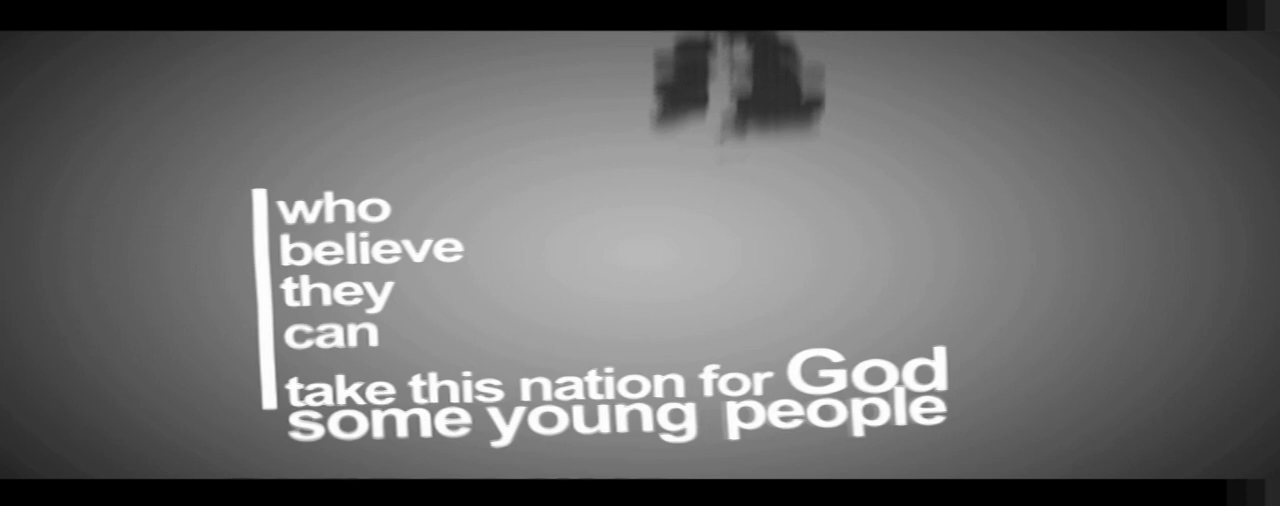 who
believe
they
can
take this nation for God
some young people